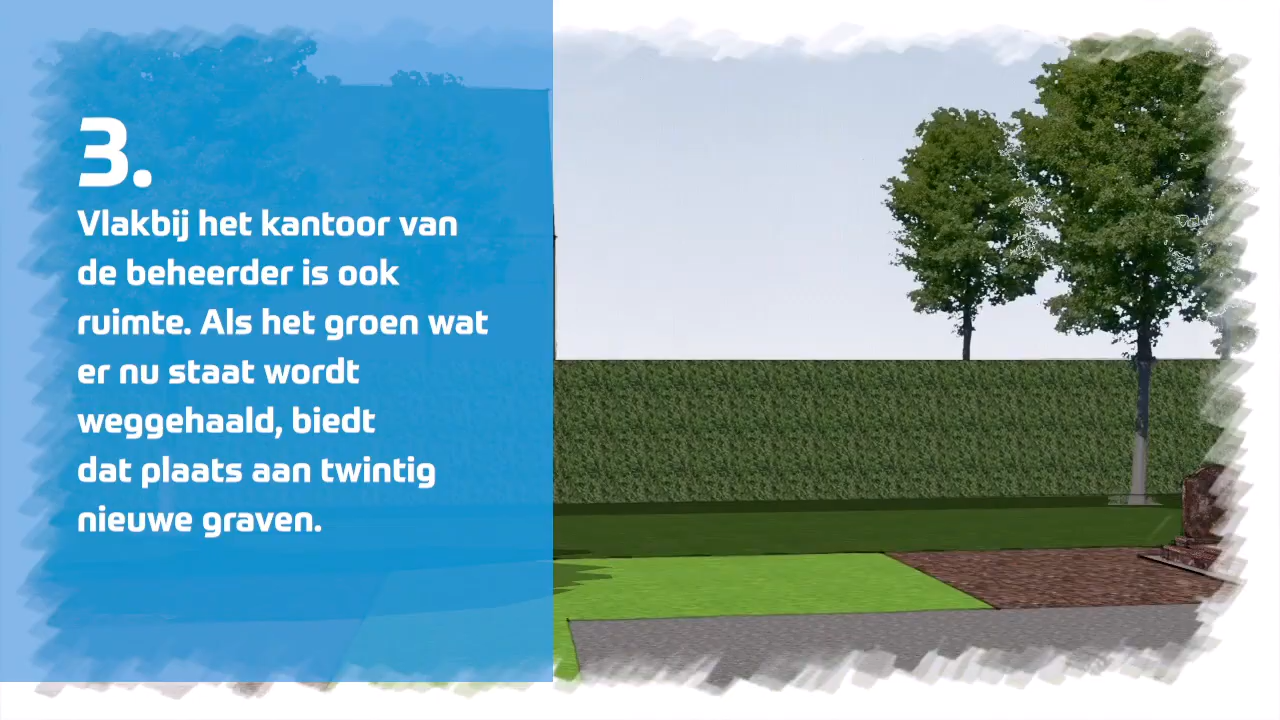 3.
Vlakbij het kantoor van
de beheerder is ook
ruimte. Als het groen wat
er nu staat wordt
weggehaald, biedt
dat plaats aan twintig
nieuwe graven.